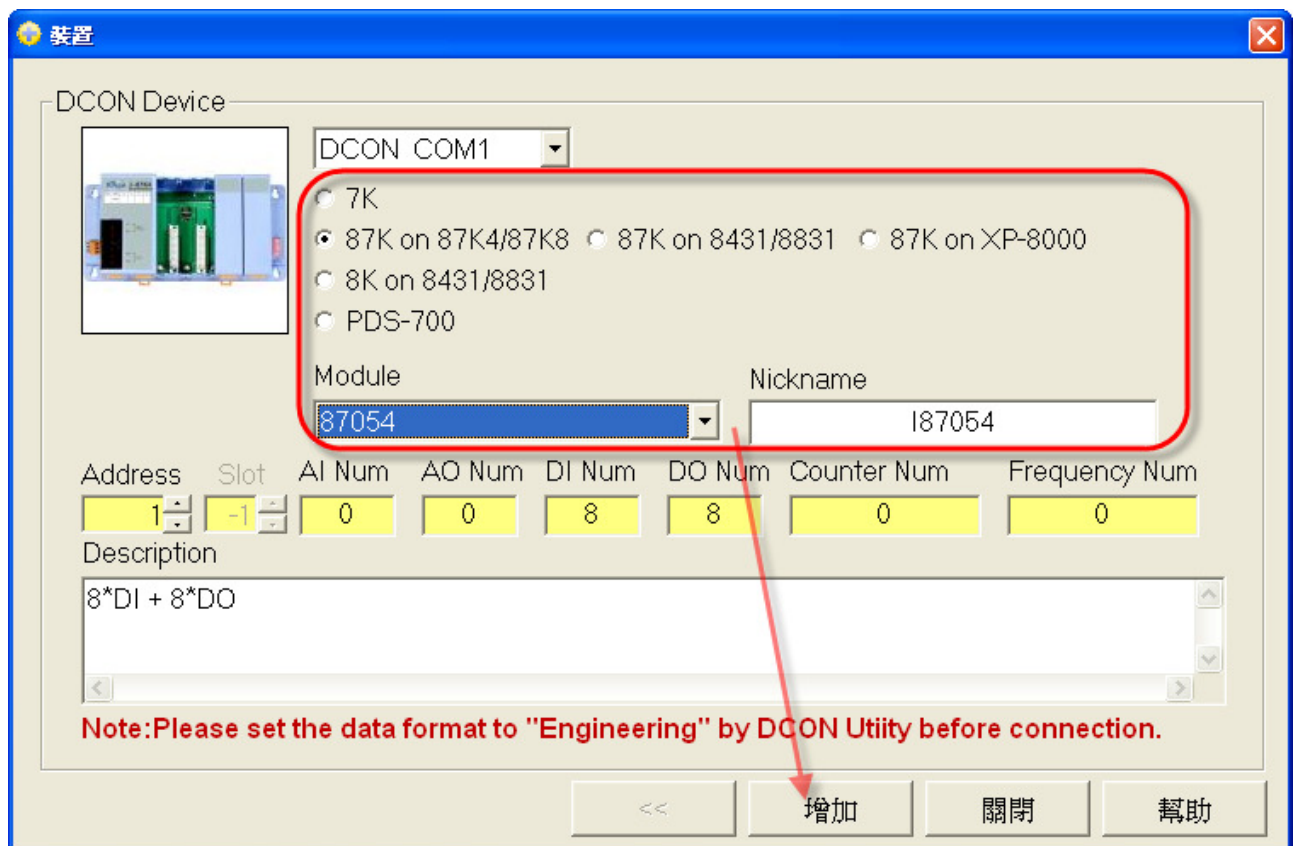 裝置
DCON Device
DCON COM1
7K
87K on 87K4/87K8 87K on 8431/8831 87K on XP-8000
8K on 8431/8831
PDS-700
Module Nickname
87054 I87054
Address Slot AI Num AO Num DI Num DO Num Counter Num Frequency Num
1 -1 0 0 8 8 0 0
Description
8*DI + 8*DO
Note:Please set the data format to "Engineering" by DCON Utiity before connection.
<< 增加 關閉 幫助